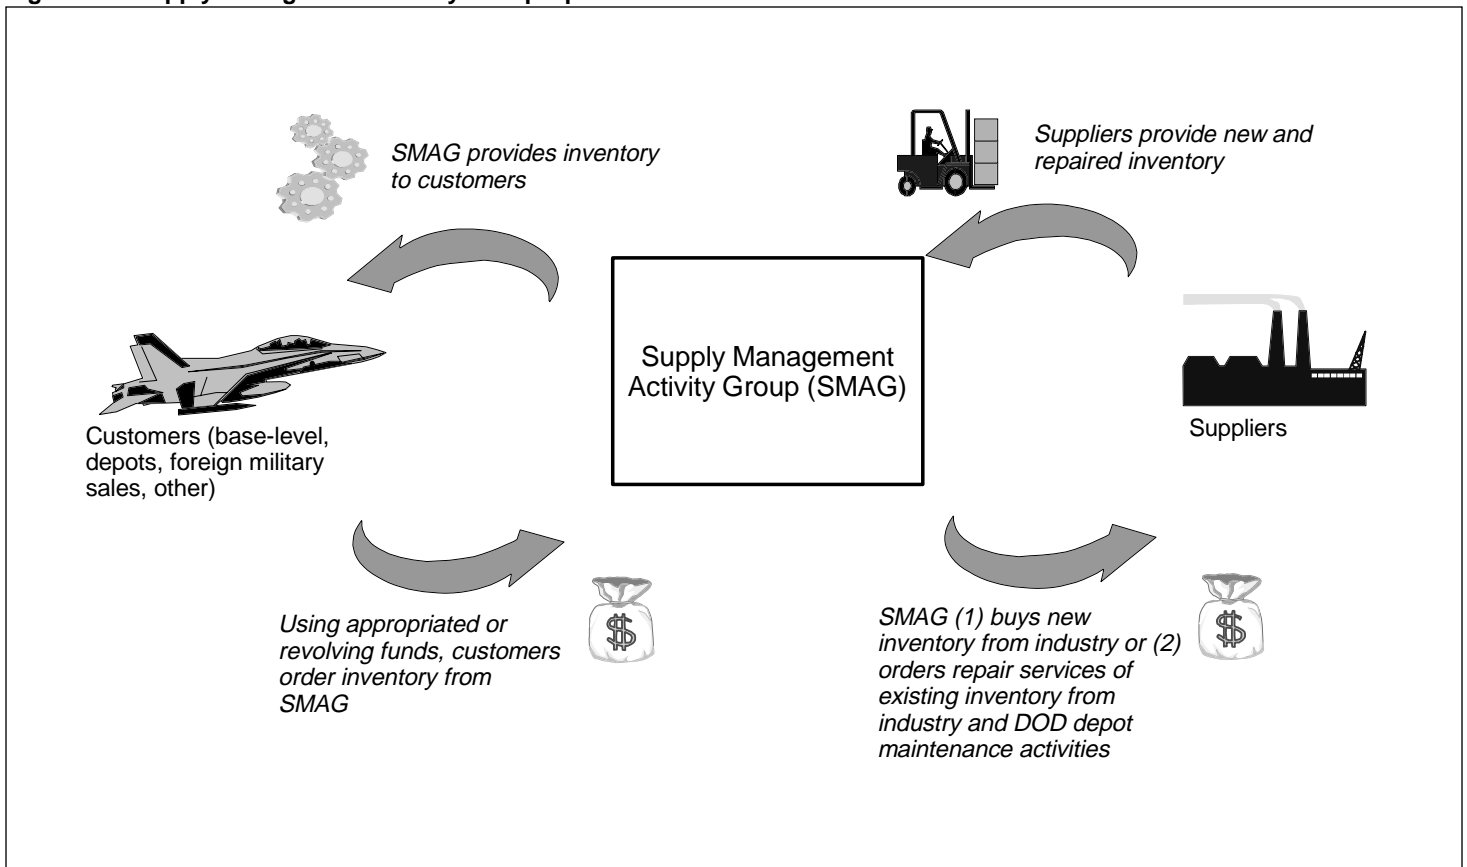 SMAG provides inventory
to customers
Suppliers provide new and
repaired inventory
Supply Management
Activity Group (SMAG)
Customers (base-level,
depots, foreign military
sales, other)
Suppliers
Using appropriated or
revolving funds, customers
order inventory from
SMAG
$
SMAG (1) buys new
inventory from industry or (2)
orders repair services of
existing inventory from
industry and DOD depot
maintenance activities
$